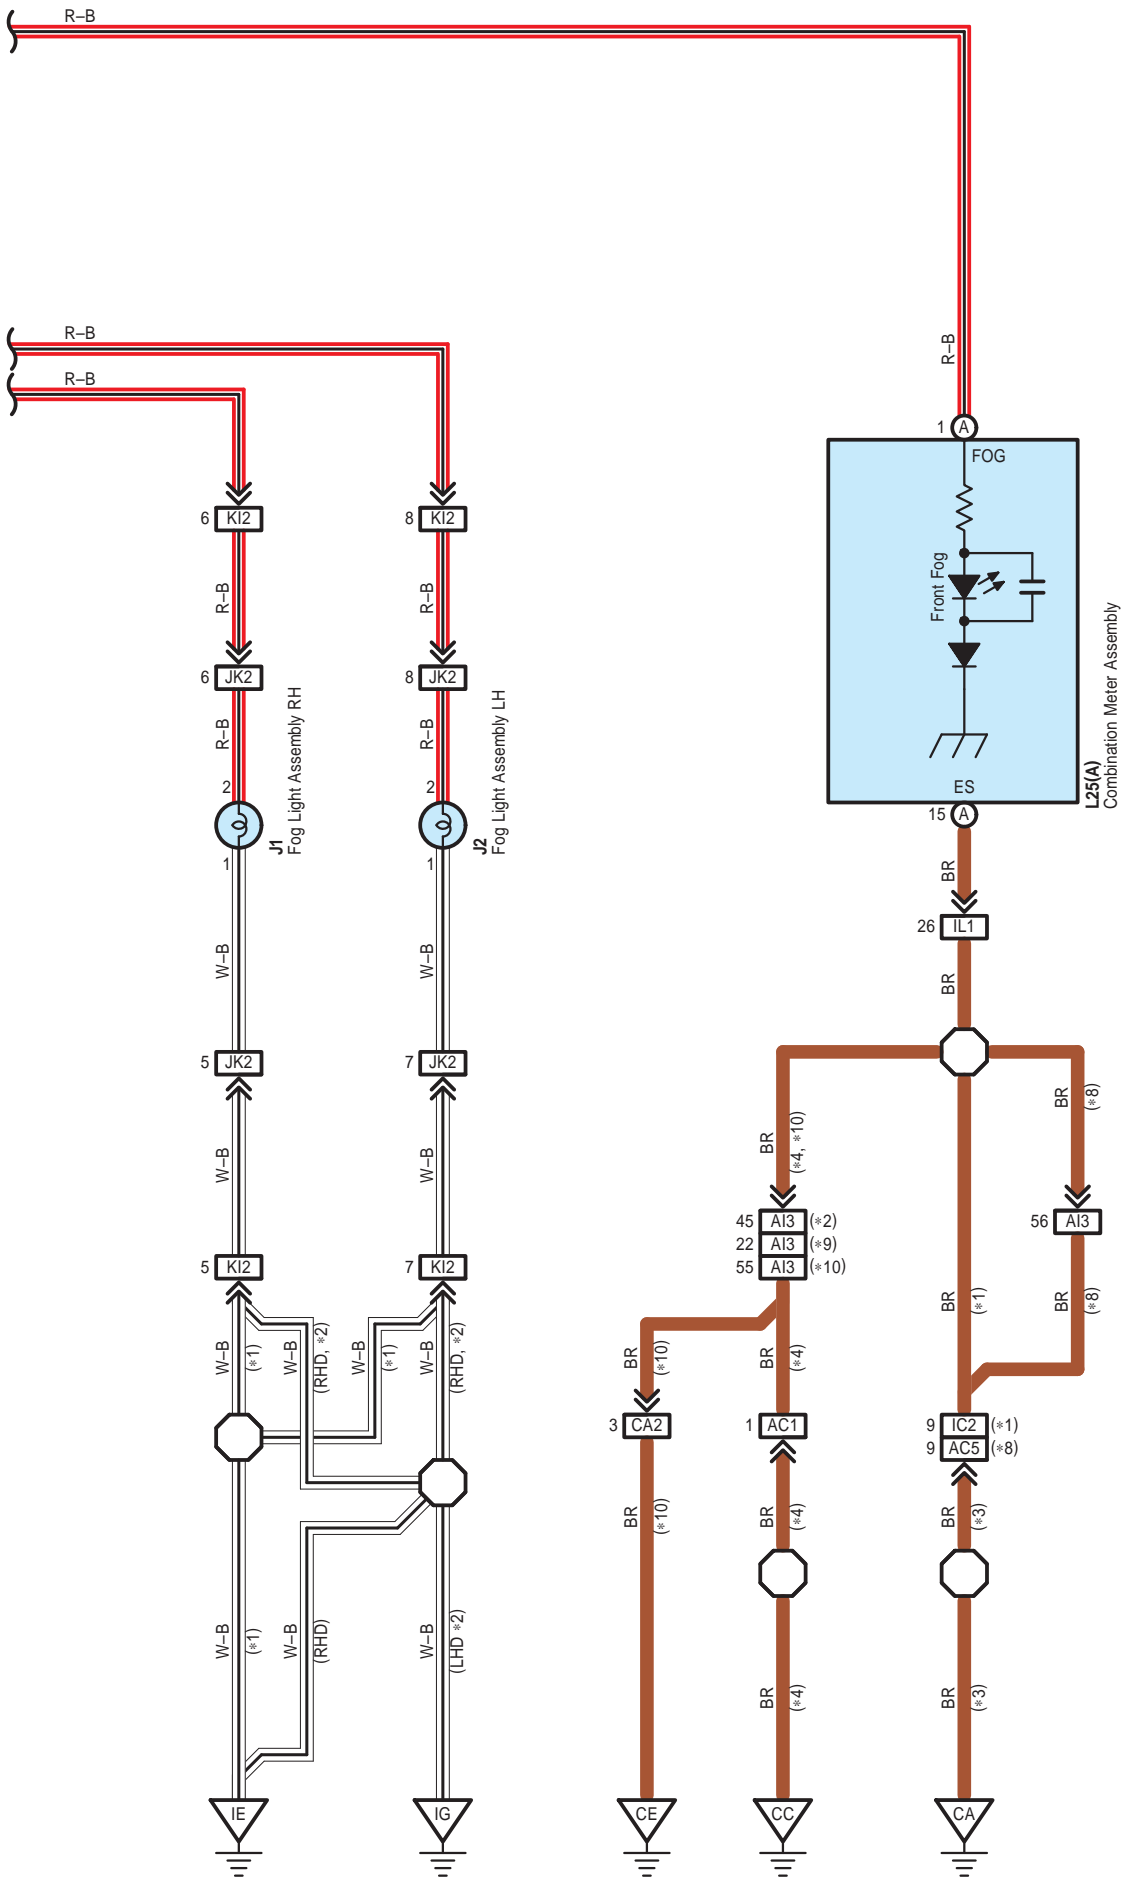 R–B
R–B
R–B
R–B
1 A
FOG
Front Fog
ES
15 A
L25(A)
Combination Meter Assembly
6 KI2
8 KI2
R–B
R–B
6 JK2
8 JK2
R–B
R–B
2
2
J1
Fog Light Assembly RH
J2
Fog Light Assembly LH
1
1
BR
26 IL1
W–B
W–B
BR
5 JK2
7 JK2
BR
(*4, *10)
BR
(*8)
W–B
W–B
45 AI3 (*2)
22 AI3 (*9)
55 AI3 (*10)
56 AI3
5 KI2
7 KI2
W–B
(*1)
W–B
(RHD, *2)
W–B
(*1)
W–B
(RHD, *2)
BR
(*10)
BR
(*4)
BR
(*1)
BR
(*8)
3 CA2
1 AC1
9 IC2 (*1)
9 AC5 (*8)
BR
(*10)
BR
(*4)
BR
(*3)
W–B
(*1)
W–B
(RHD)
W–B
(LHD *2)
BR
(*4)
BR
(*3)
IE
IG
CE
CC
CA